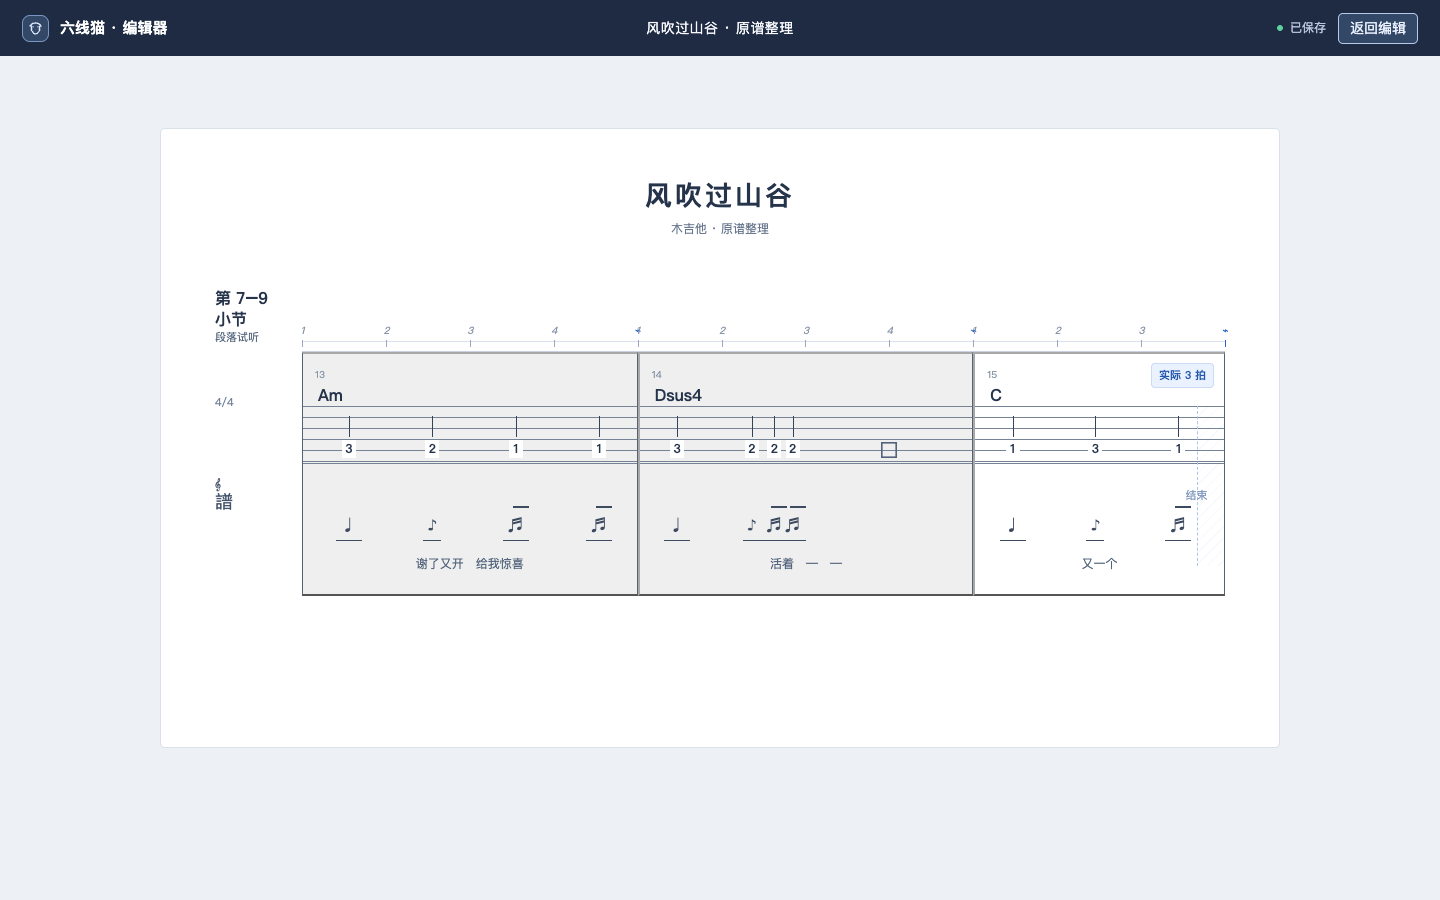 六线猫 · 编辑器
风吹过山谷 · 原谱整理
已保存
返回编辑
风吹过山谷
木吉他 · 原谱整理
第 7—9
小节
段落试听
1 2 3 4 2 3 4 2 3
13 14 15
实际 3 拍
Am Dsus4 C
4/4
3 2 1 1 3 2 2 2 1 3 1
譜
结束
谢了又开 给我惊喜 活着 — — 又一个